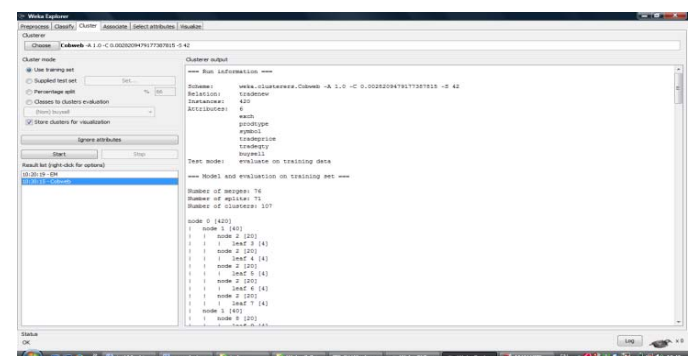 Weka Explorer
Preprocess Classify Cluster Associate Select attributes Visualize
Clusterer
Choose Cobweb -A 1.0 -C 0.0028209479177387815 -S 42
Cluster mode
Use training set
Supplied test set Set...
Percentage split % 66
Classes to clusters evaluation
(Nom) buysell
Store clusters for visualization
Ignore attributes
Start Stop
Result list (right-click for options)
10:20:19 - EM
Cobweb
Clusterer output
=== Run information ===
Scheme: weka.clusterers.Cobweb -A 1.0 -C 0.0028209479177387815 -S 42
Relation: tradenew
Instances: 420
Attributes: 6
exch
prodtype
symbol
tradeprice
tradeqty
buysell
Test mode: evaluate on training data
=== Model and evaluation on training set ===
Number of merges: 76
Number of splits: 71
Number of clusters: 107
node 0 [420]
| node 1 [40]
| | node 2 [20]
| | | leaf 3 [4]
| | node 2 [20]
| | | leaf 4 [4]
| | node 2 [20]
| | | leaf 5 [4]
| | node 2 [20]
| | | leaf 6 [4]
| | node 2 [20]
| | | leaf 7 [4]
| node 1 [40]
| | node 8 [20]
Status
OK
Log
x 0